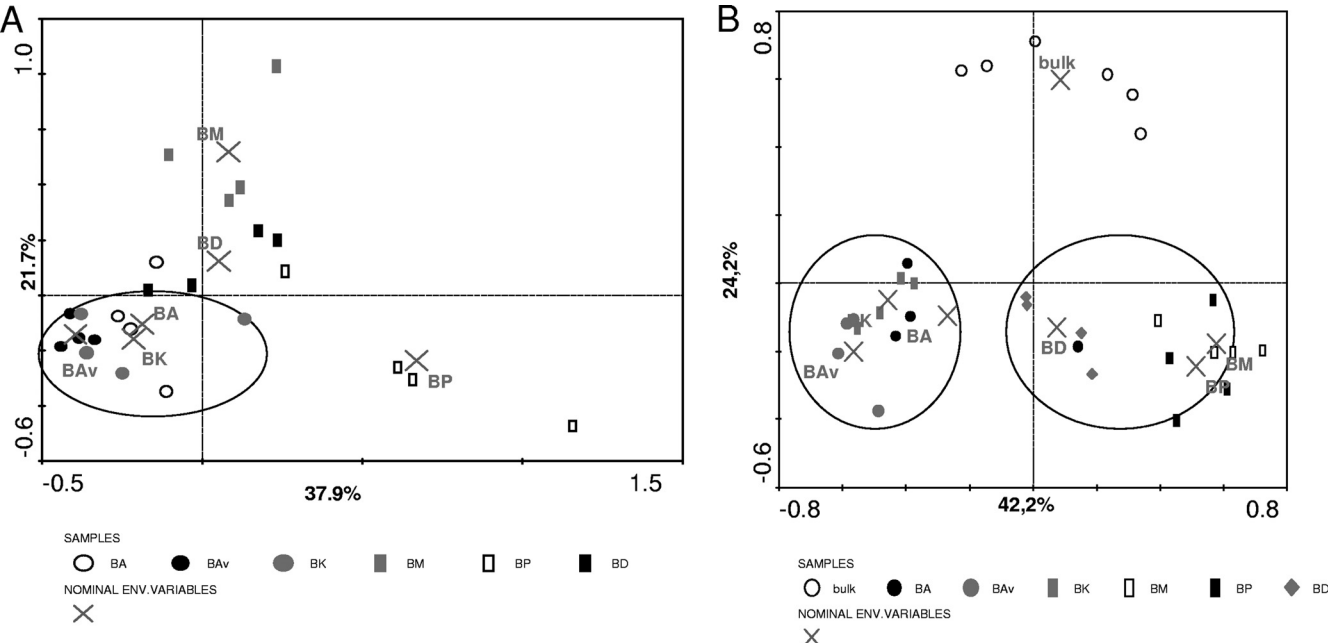 A
1.0
BM
BD
21.7%
BA
BK
BAv
BP
-0.6
-0.5
37.9%
1.5
SAMPLES
BA BAv BK BM BP BD
NOMINAL ENV.VARIABLES
B
0.8
bulk
24,2%
BK
BA
BAv
BD
BM
BP
-0.6
-0.8
42,2%
0.8
SAMPLES
bulk BA BAv BK BM BP BD
NOMINAL ENV.VARIABLES